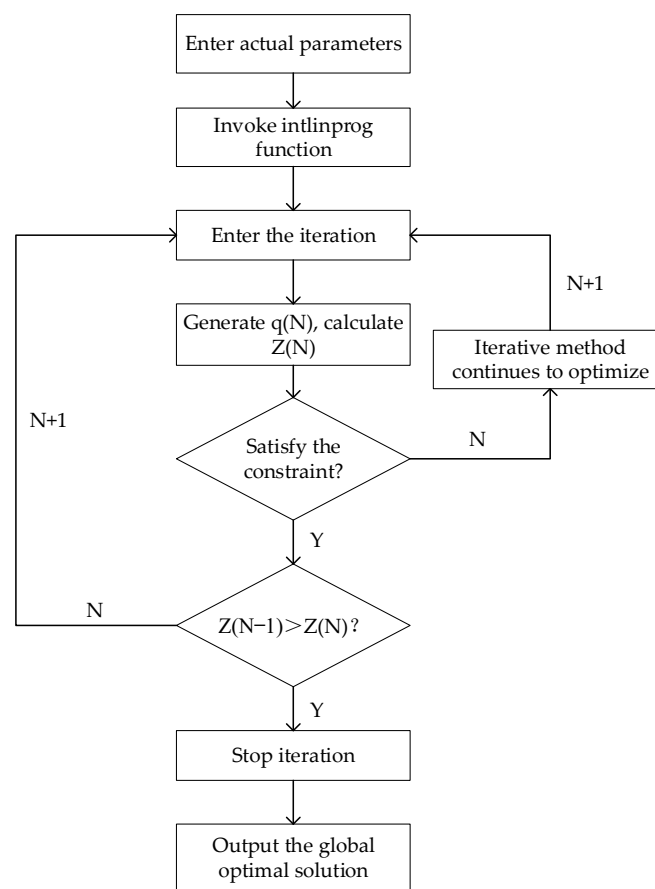 Enter actual parameters
Invoke intlinprog
function
Enter the iteration
N+1
Generate q(N), calculate
Z(N)
Iterative method
continues to optimize
N+1
Satisfy the
constraint?
N
Y
N
Z(N−1)＞Z(N)?
Y
Stop iteration
Output the global
optimal solution